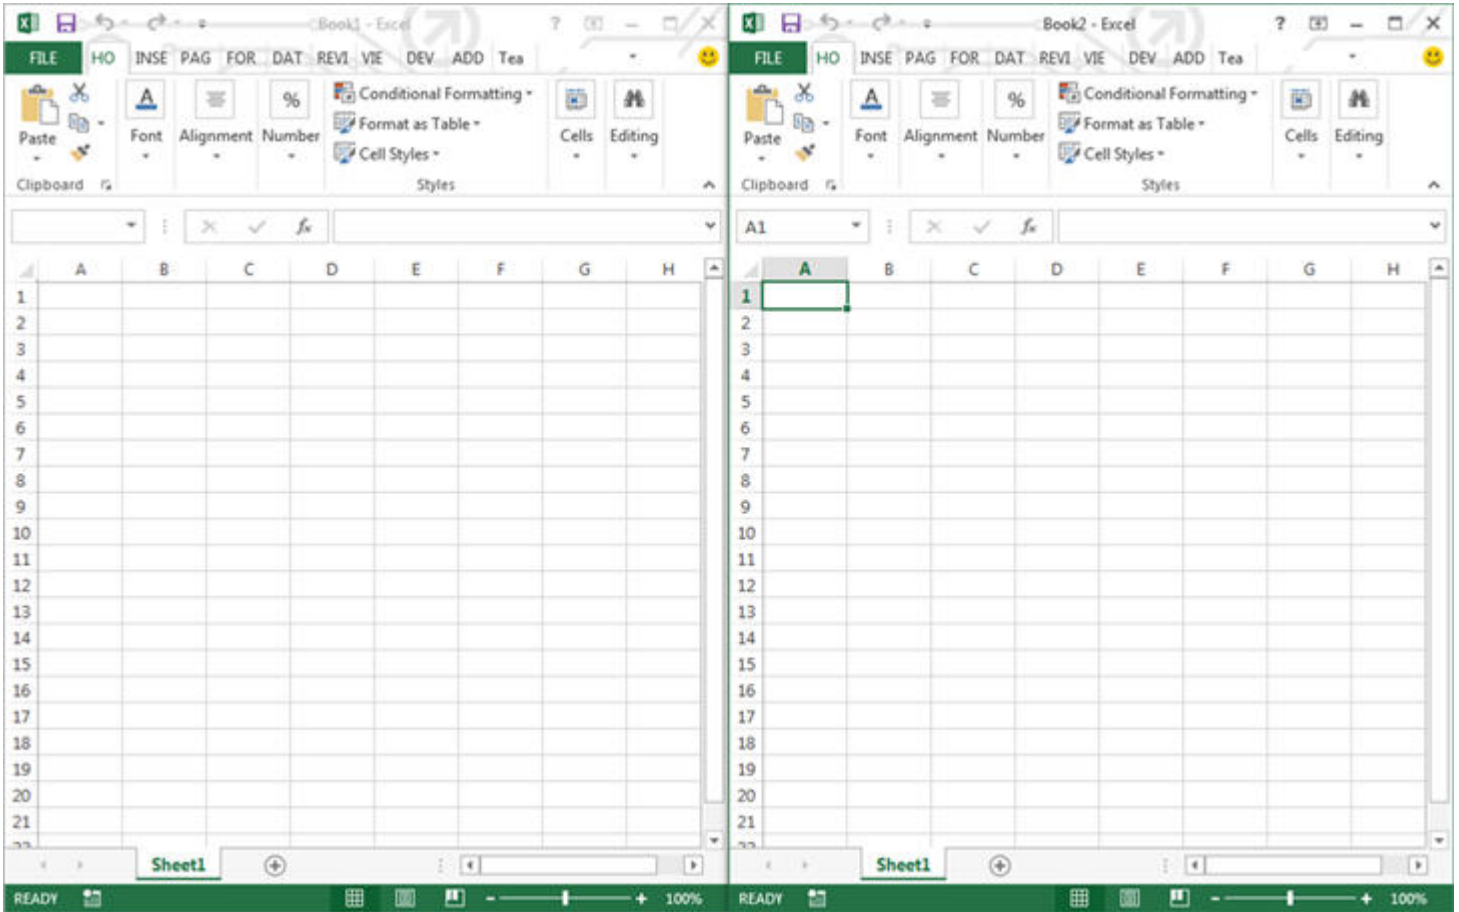 Book1 - Excel ?
FILE HO INSE PAG FOR DAT REVI VIE DEV ADD Tea
Paste
A
Font
Alignment
%
Number
Conditional Formatting
Format as Table
Cell Styles
Cells
Editing
Clipboard
Styles
fx
A B C D E F G H
1
2
3
4
5
6
7
8
9
10
11
12
13
14
15
16
17
18
19
20
21
22
Sheet1
READY 100%
Book2 - Excel ?
FILE HO INSE PAG FOR DAT REVI VIE DEV ADD Tea
Paste
A
Font
Alignment
%
Number
Conditional Formatting
Format as Table
Cell Styles
Cells
Editing
Clipboard
Styles
A1
fx
A B C D E F G H
1
2
3
4
5
6
7
8
9
10
11
12
13
14
15
16
17
18
19
20
21
22
Sheet1
READY 100%